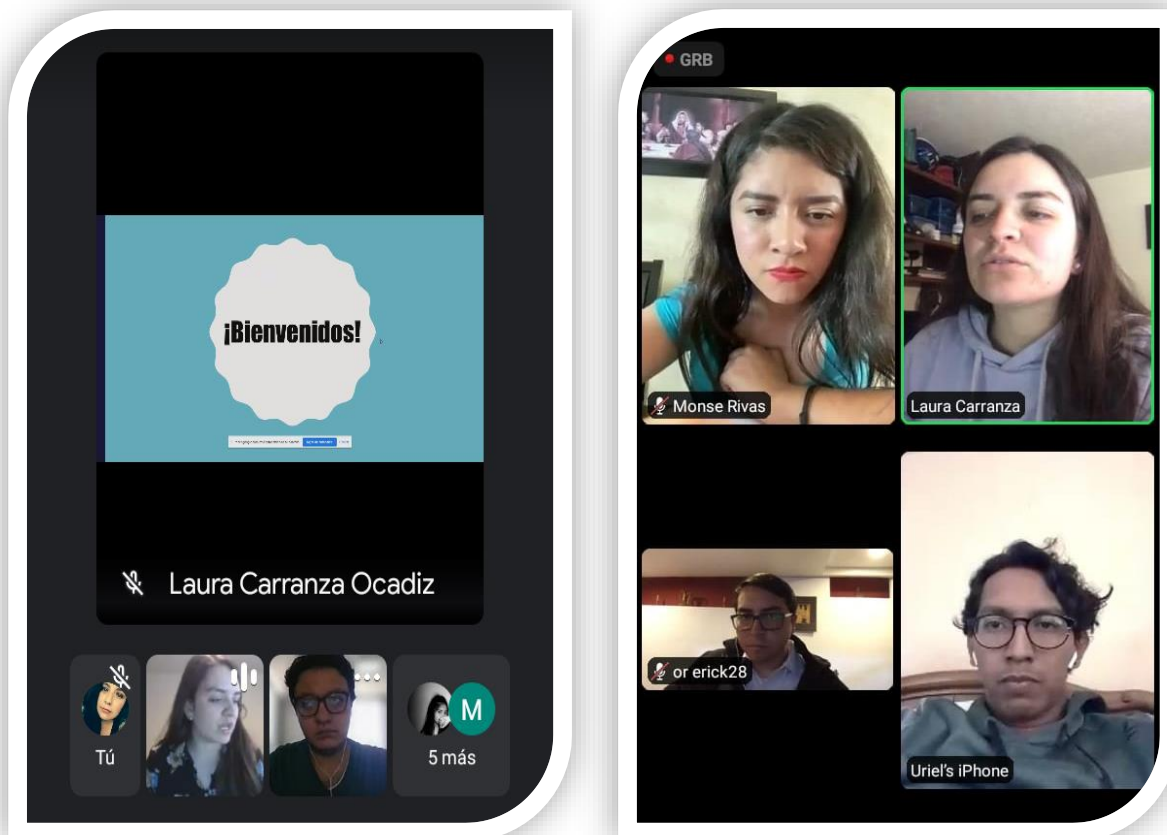 ¡Bienvenidos!
Laura Carranza Ocadiz
Tú
M
5 más
GRB
Monse Rivas
Laura Carranza
or erick28
Uriel's iPhone